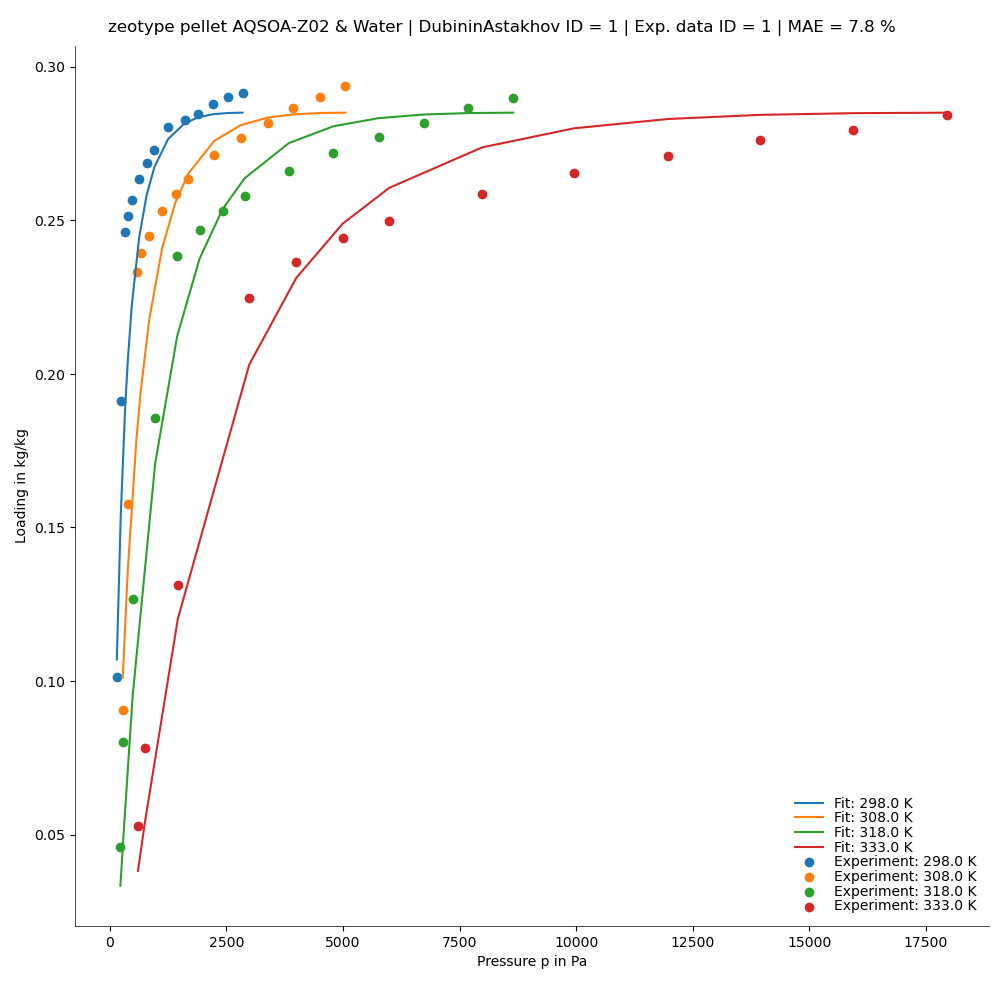 zeotype pellet AQSOA-Z02 & Water | DubininAstakhov ID = 1 | Exp. data ID = 1 | MAE = 7.8 %
Loading in kg/kg
0.30
0.25
0.20
0.15
0.10
0.05
0
2500
5000
7500
10000
12500
15000
17500
Pressure p in Pa
Fit: 298.0 K
Fit: 308.0 K
Fit: 318.0 K
Fit: 333.0 K
Experiment: 298.0 K
Experiment: 308.0 K
Experiment: 318.0 K
Experiment: 333.0 K